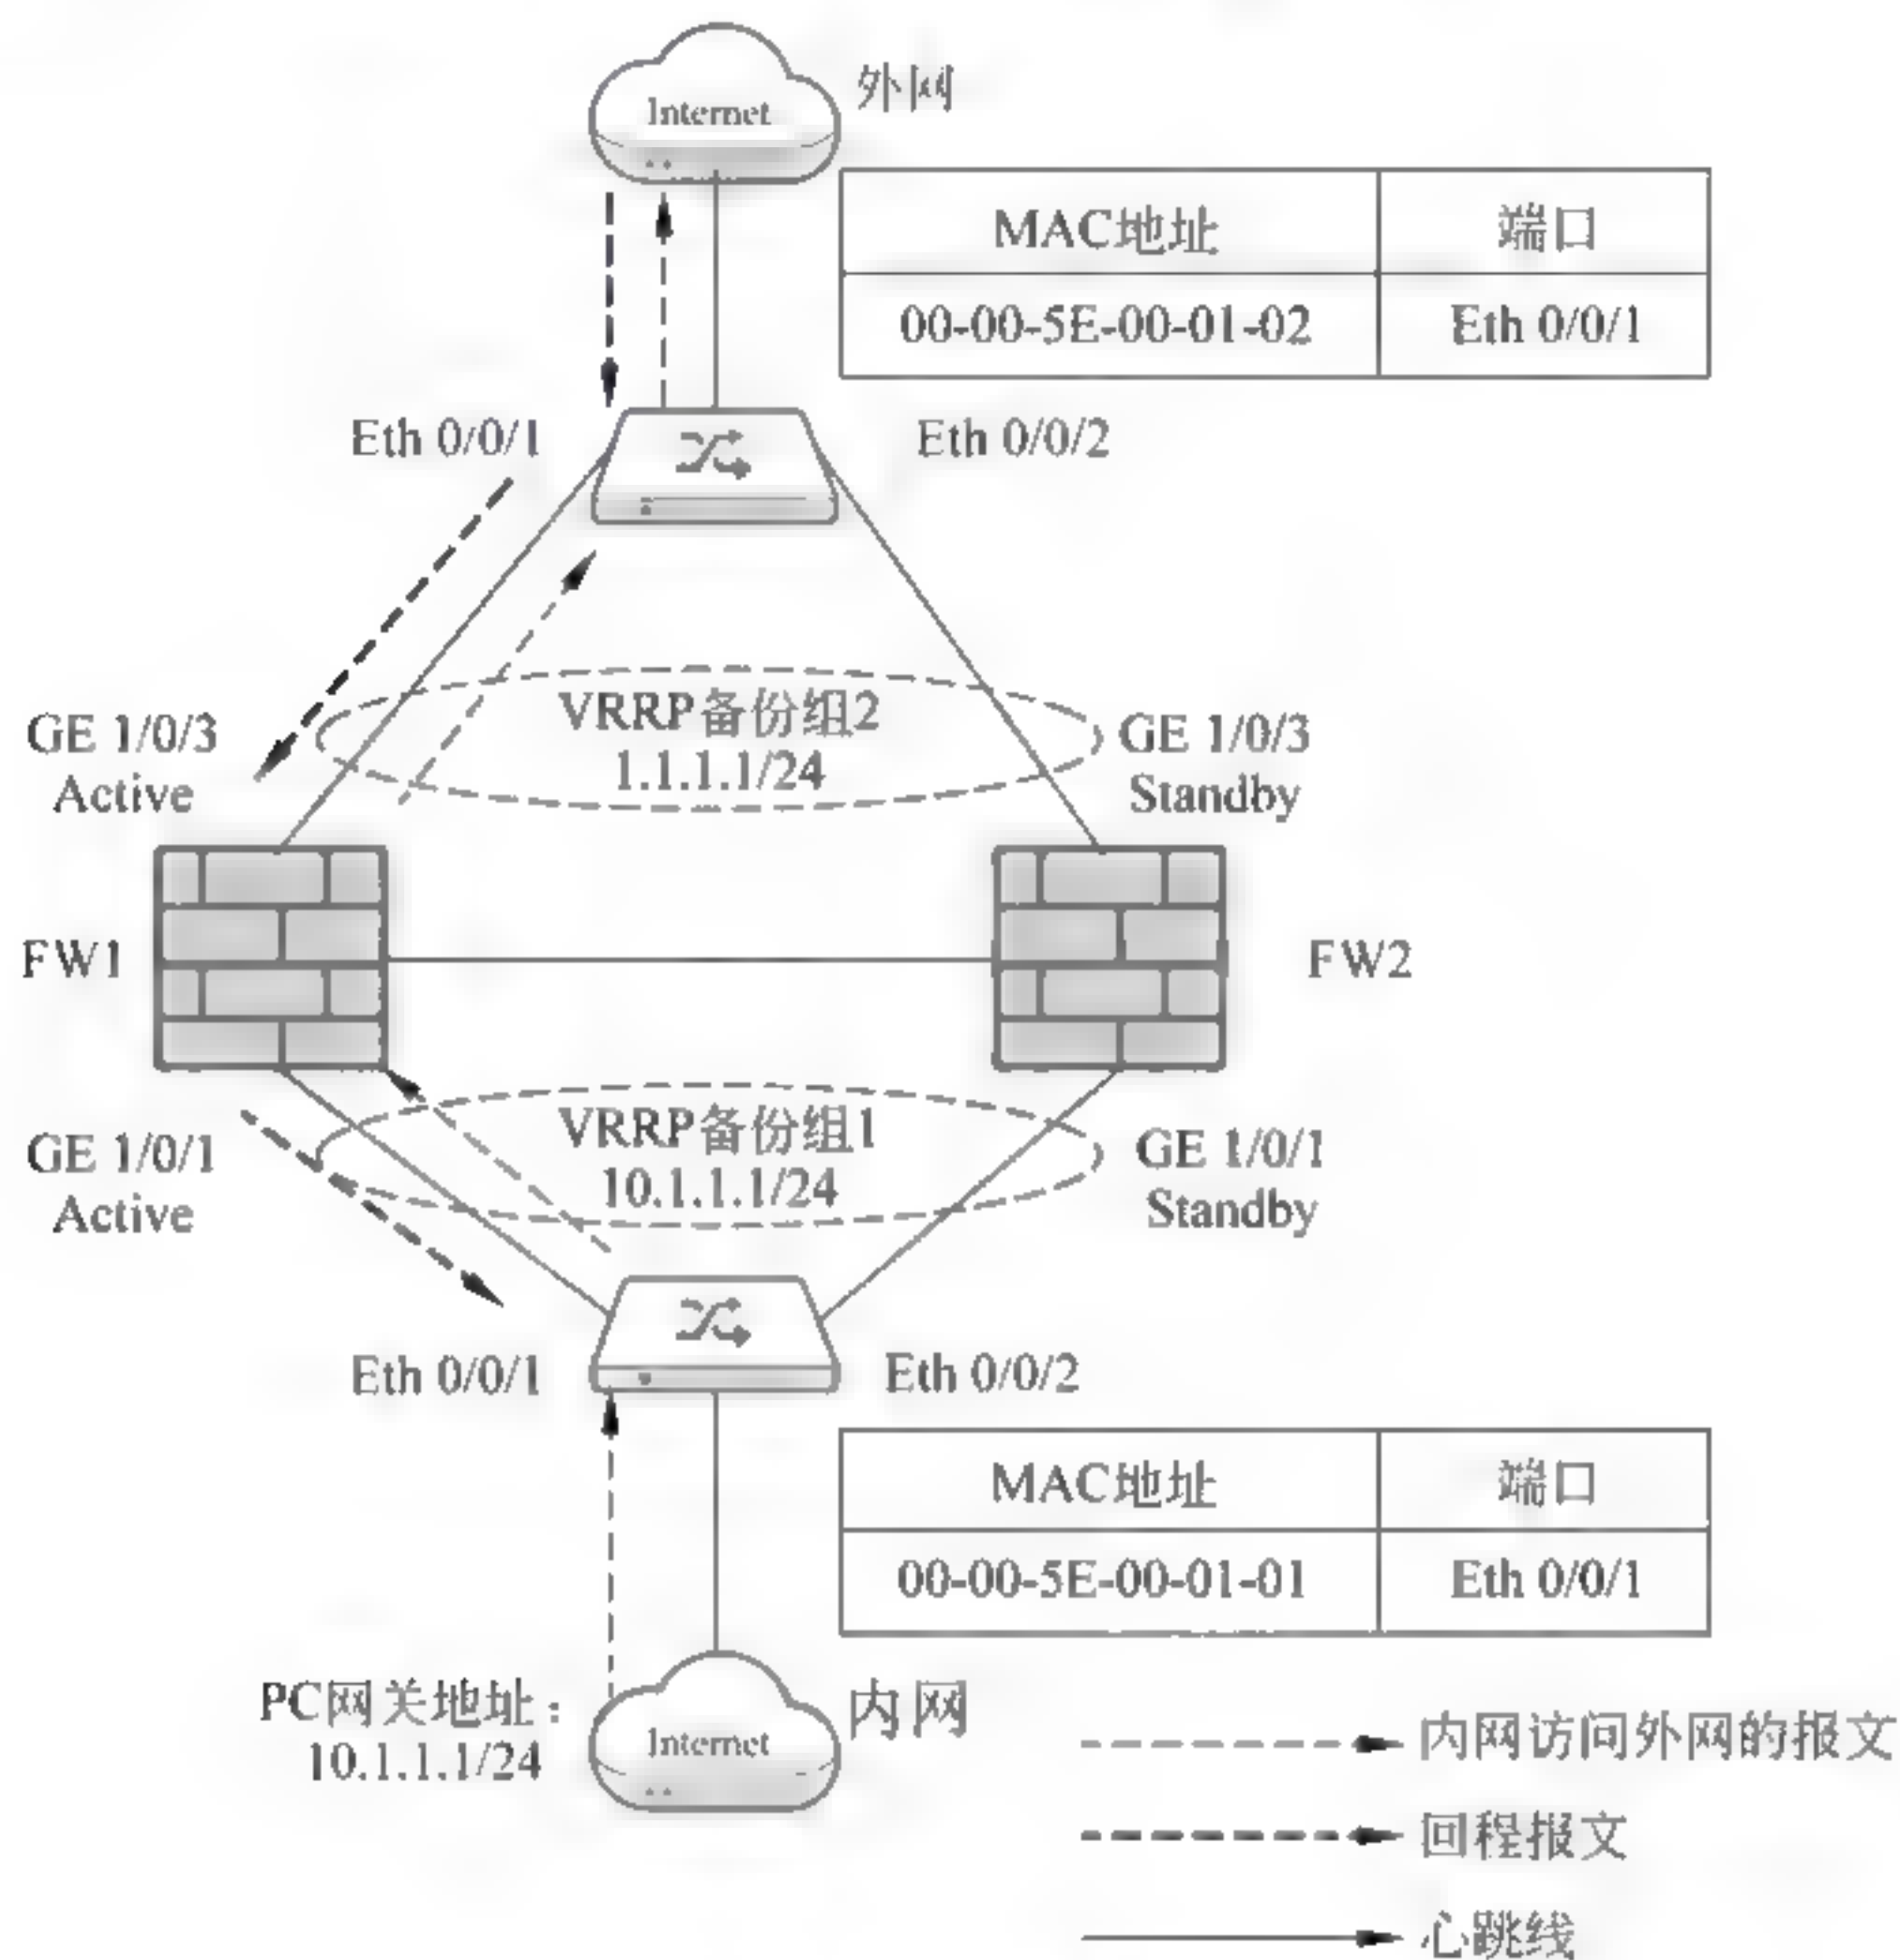 Internet
外网
MAC地址 端口
00-00-5E-00-01-02 Eth 0/0/1
Eth 0/0/1
Eth 0/0/2
VRRP备份组2
1.1.1.1/24
GE 1/0/3
Active
GE 1/0/3
Standby
FW1
FW2
VRRP备份组1
10.1.1.1/24
GE 1/0/1
Active
GE 1/0/1
Standby
Eth 0/0/1
Eth 0/0/2
MAC地址 端口
00-00-5E-00-01-01 Eth 0/0/1
PC网关地址：
10.1.1.1/24
Internet
内网
内网访问外网的报文
回程报文
心跳线